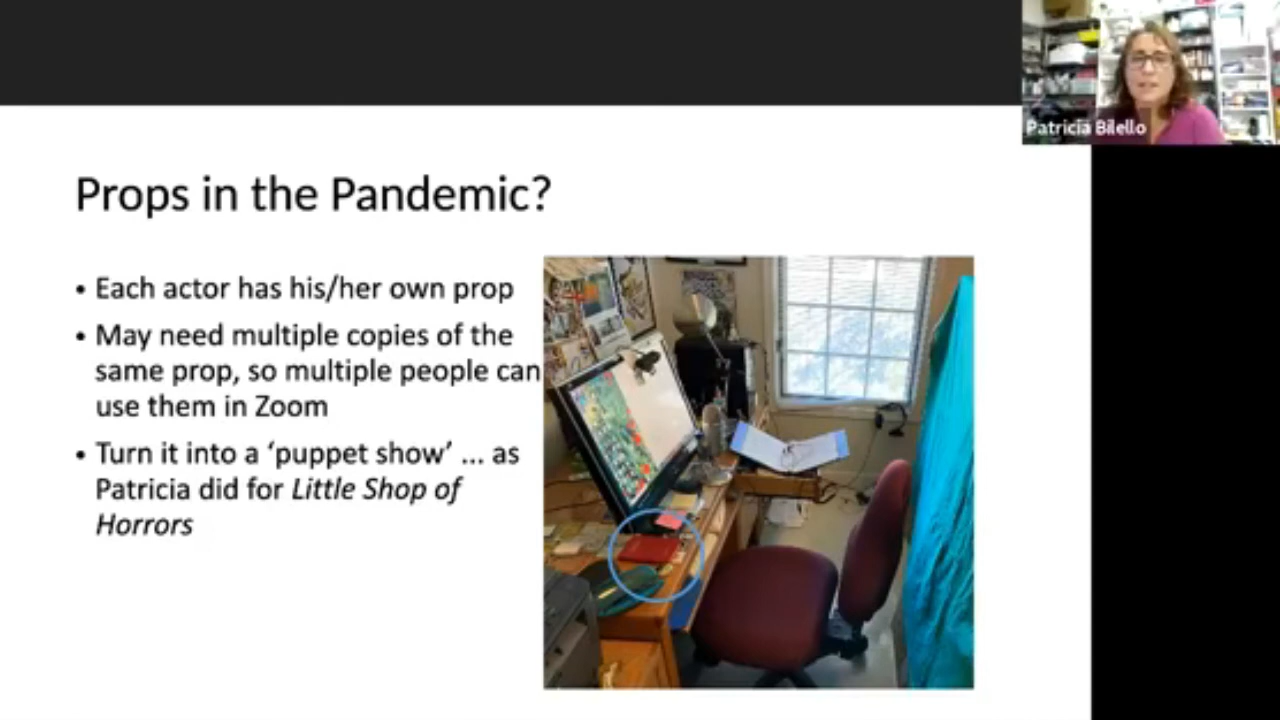 Patricia Bilello
Props in the Pandemic?
• Each actor has his/her own prop
• May need multiple copies of the
same prop, so multiple people can
use them in Zoom
• Turn it into a ‘puppet show’ ... as
Patricia did for Little Shop of
Horrors